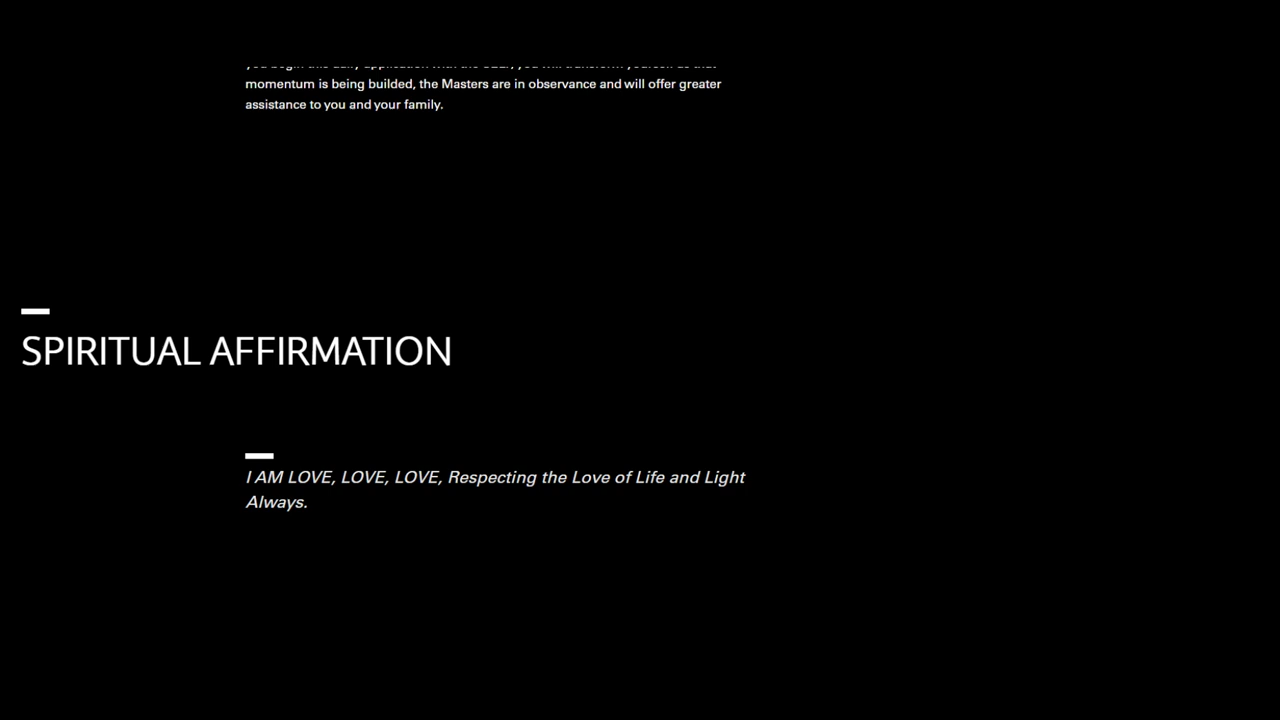 momentum is being builded, the Masters are in observance and will offer greater
assistance to you and your family.
SPIRITUAL AFFIRMATION
I AM LOVE, LOVE, LOVE, Respecting the Love of Life and Light
Always.